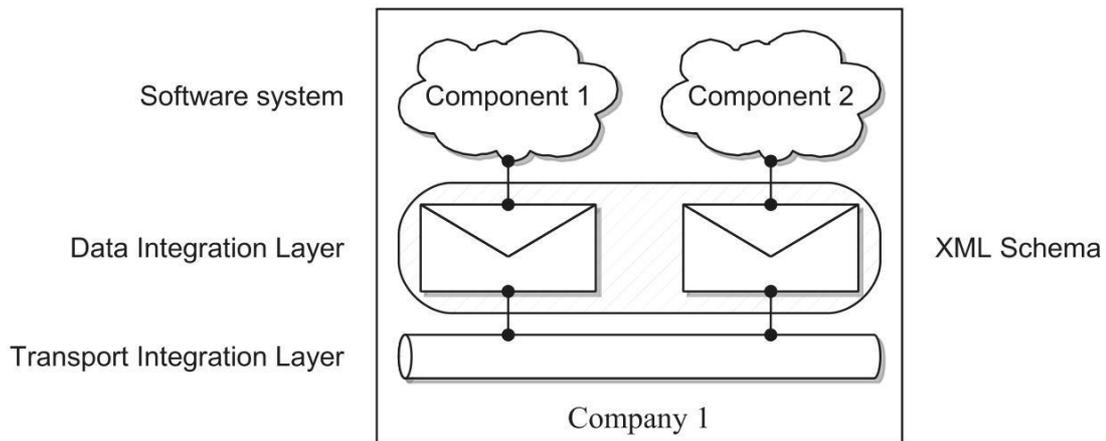 Software system
Component 1
Component 2
Data Integration Layer
XML Schema
Transport Integration Layer
Company 1